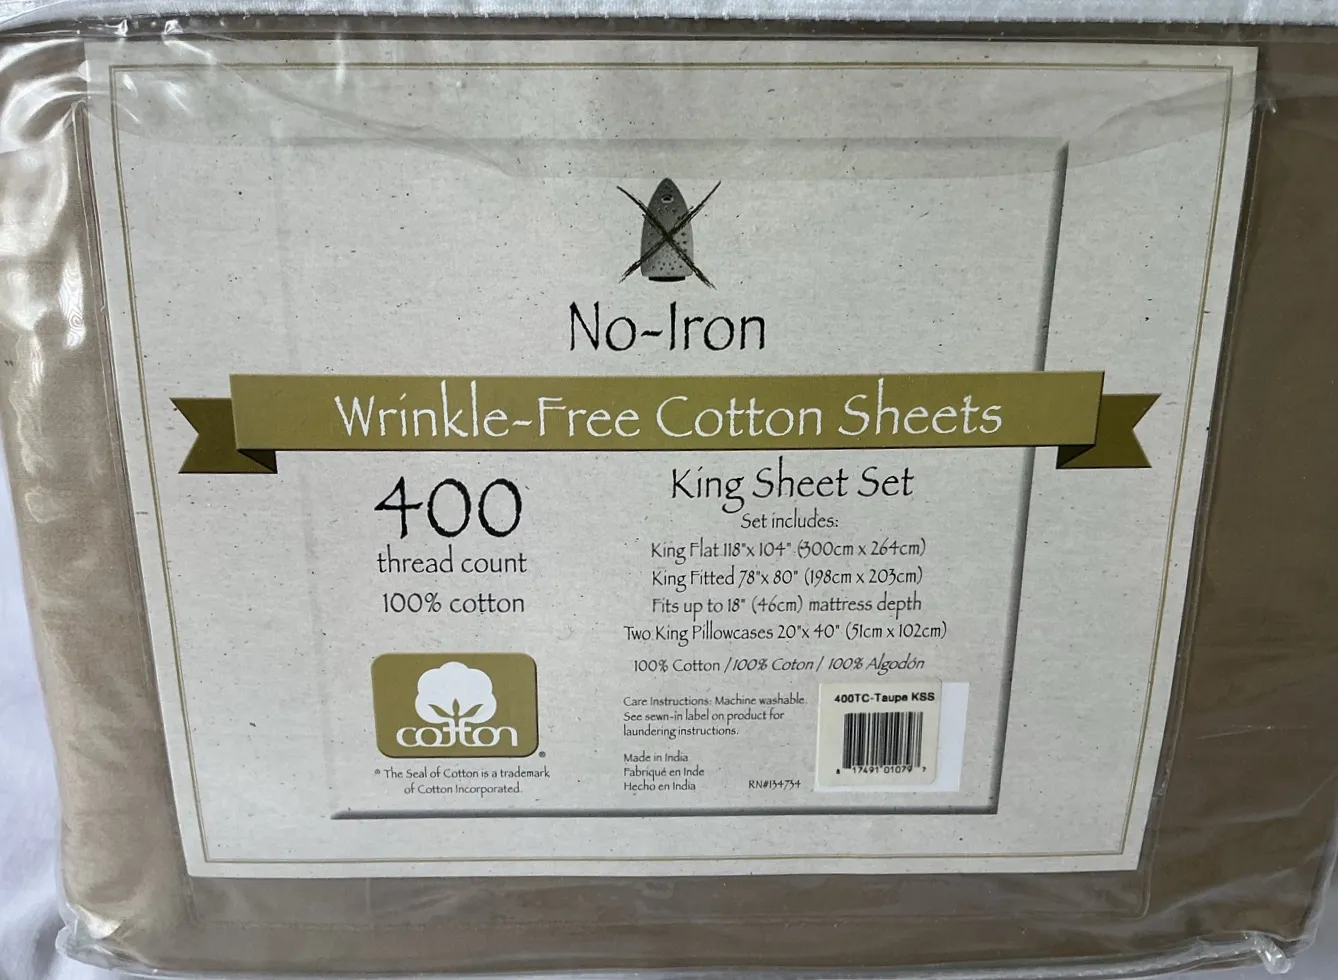 No-Iron
Wrinkle-Free Cotton Sheets
400
thread count
100% cotton
cotton
®
® The Seal of Cotton is a trademark
of Cotton Incorporated.
King Sheet Set
Set includes:
King Flat 118"x 104" (300cm x 264cm)
King Fitted 78"x 80" (198cm x 203cm)
Fits up to 18" (46cm) mattress depth
Two King Pillowcases 20"x 40" (51cm x 102cm)
100% Cotton / 100% Coton / 100% Algodón
Care Instructions: Machine washable.
See sewn-in label on product for
laundering instructions.
Made in India
Fabriqué en Inde
Hecho en India
RN#134734
400TC-Taupe KSS
8 17491 01079 7